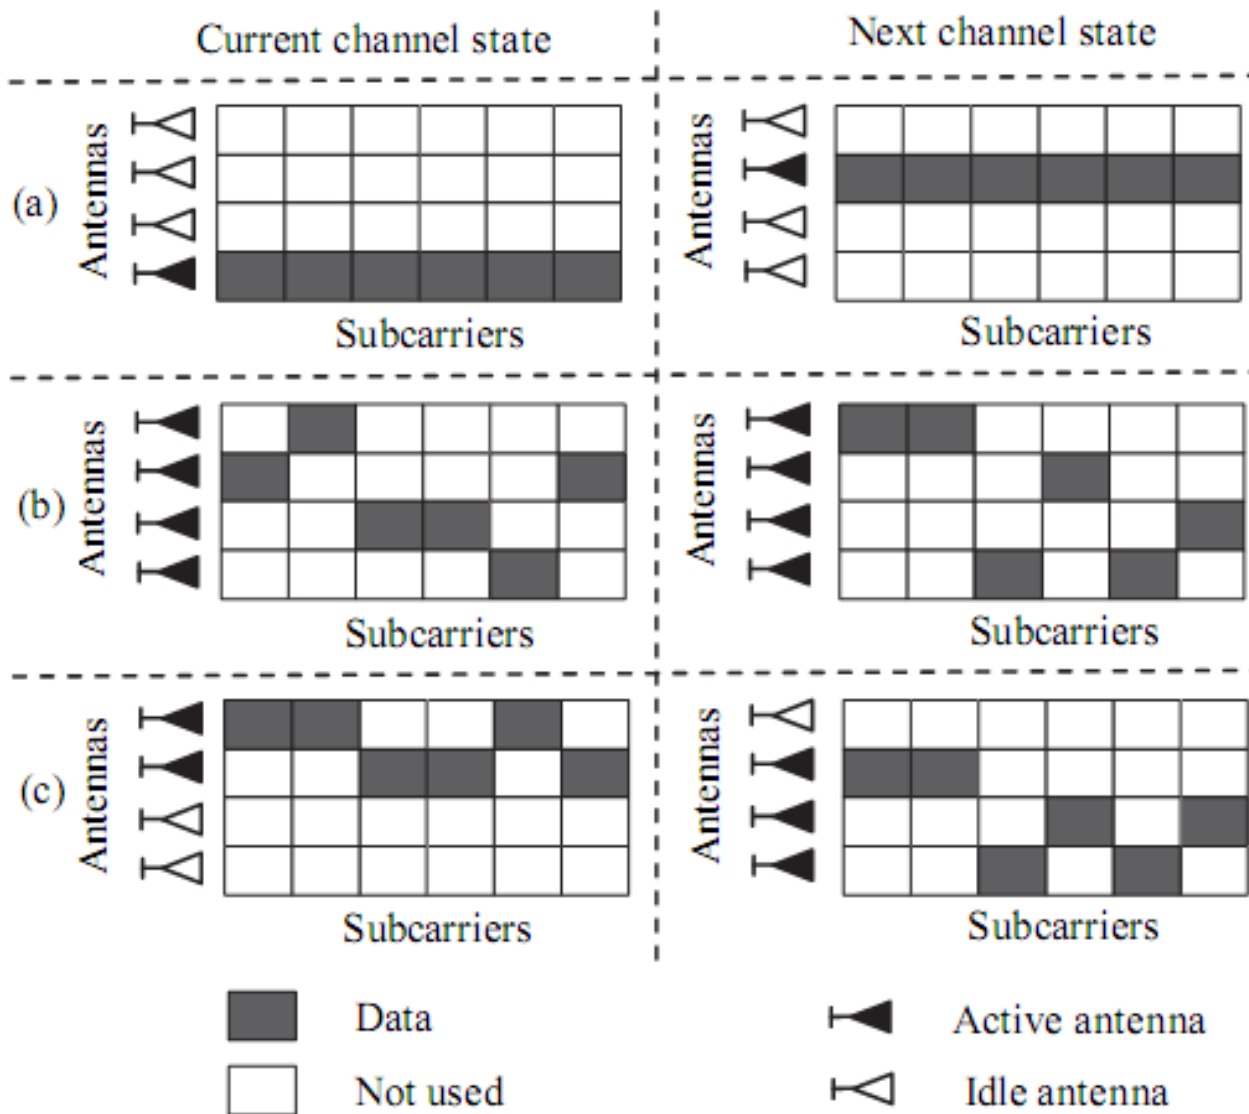 Current channel state
Next channel state
(a)
Antennas
Subcarriers
Antennas
Subcarriers
(b)
Antennas
Subcarriers
Antennas
Subcarriers
(c)
Antennas
Subcarriers
Antennas
Subcarriers
Data
Active antenna
Not used
Idle antenna